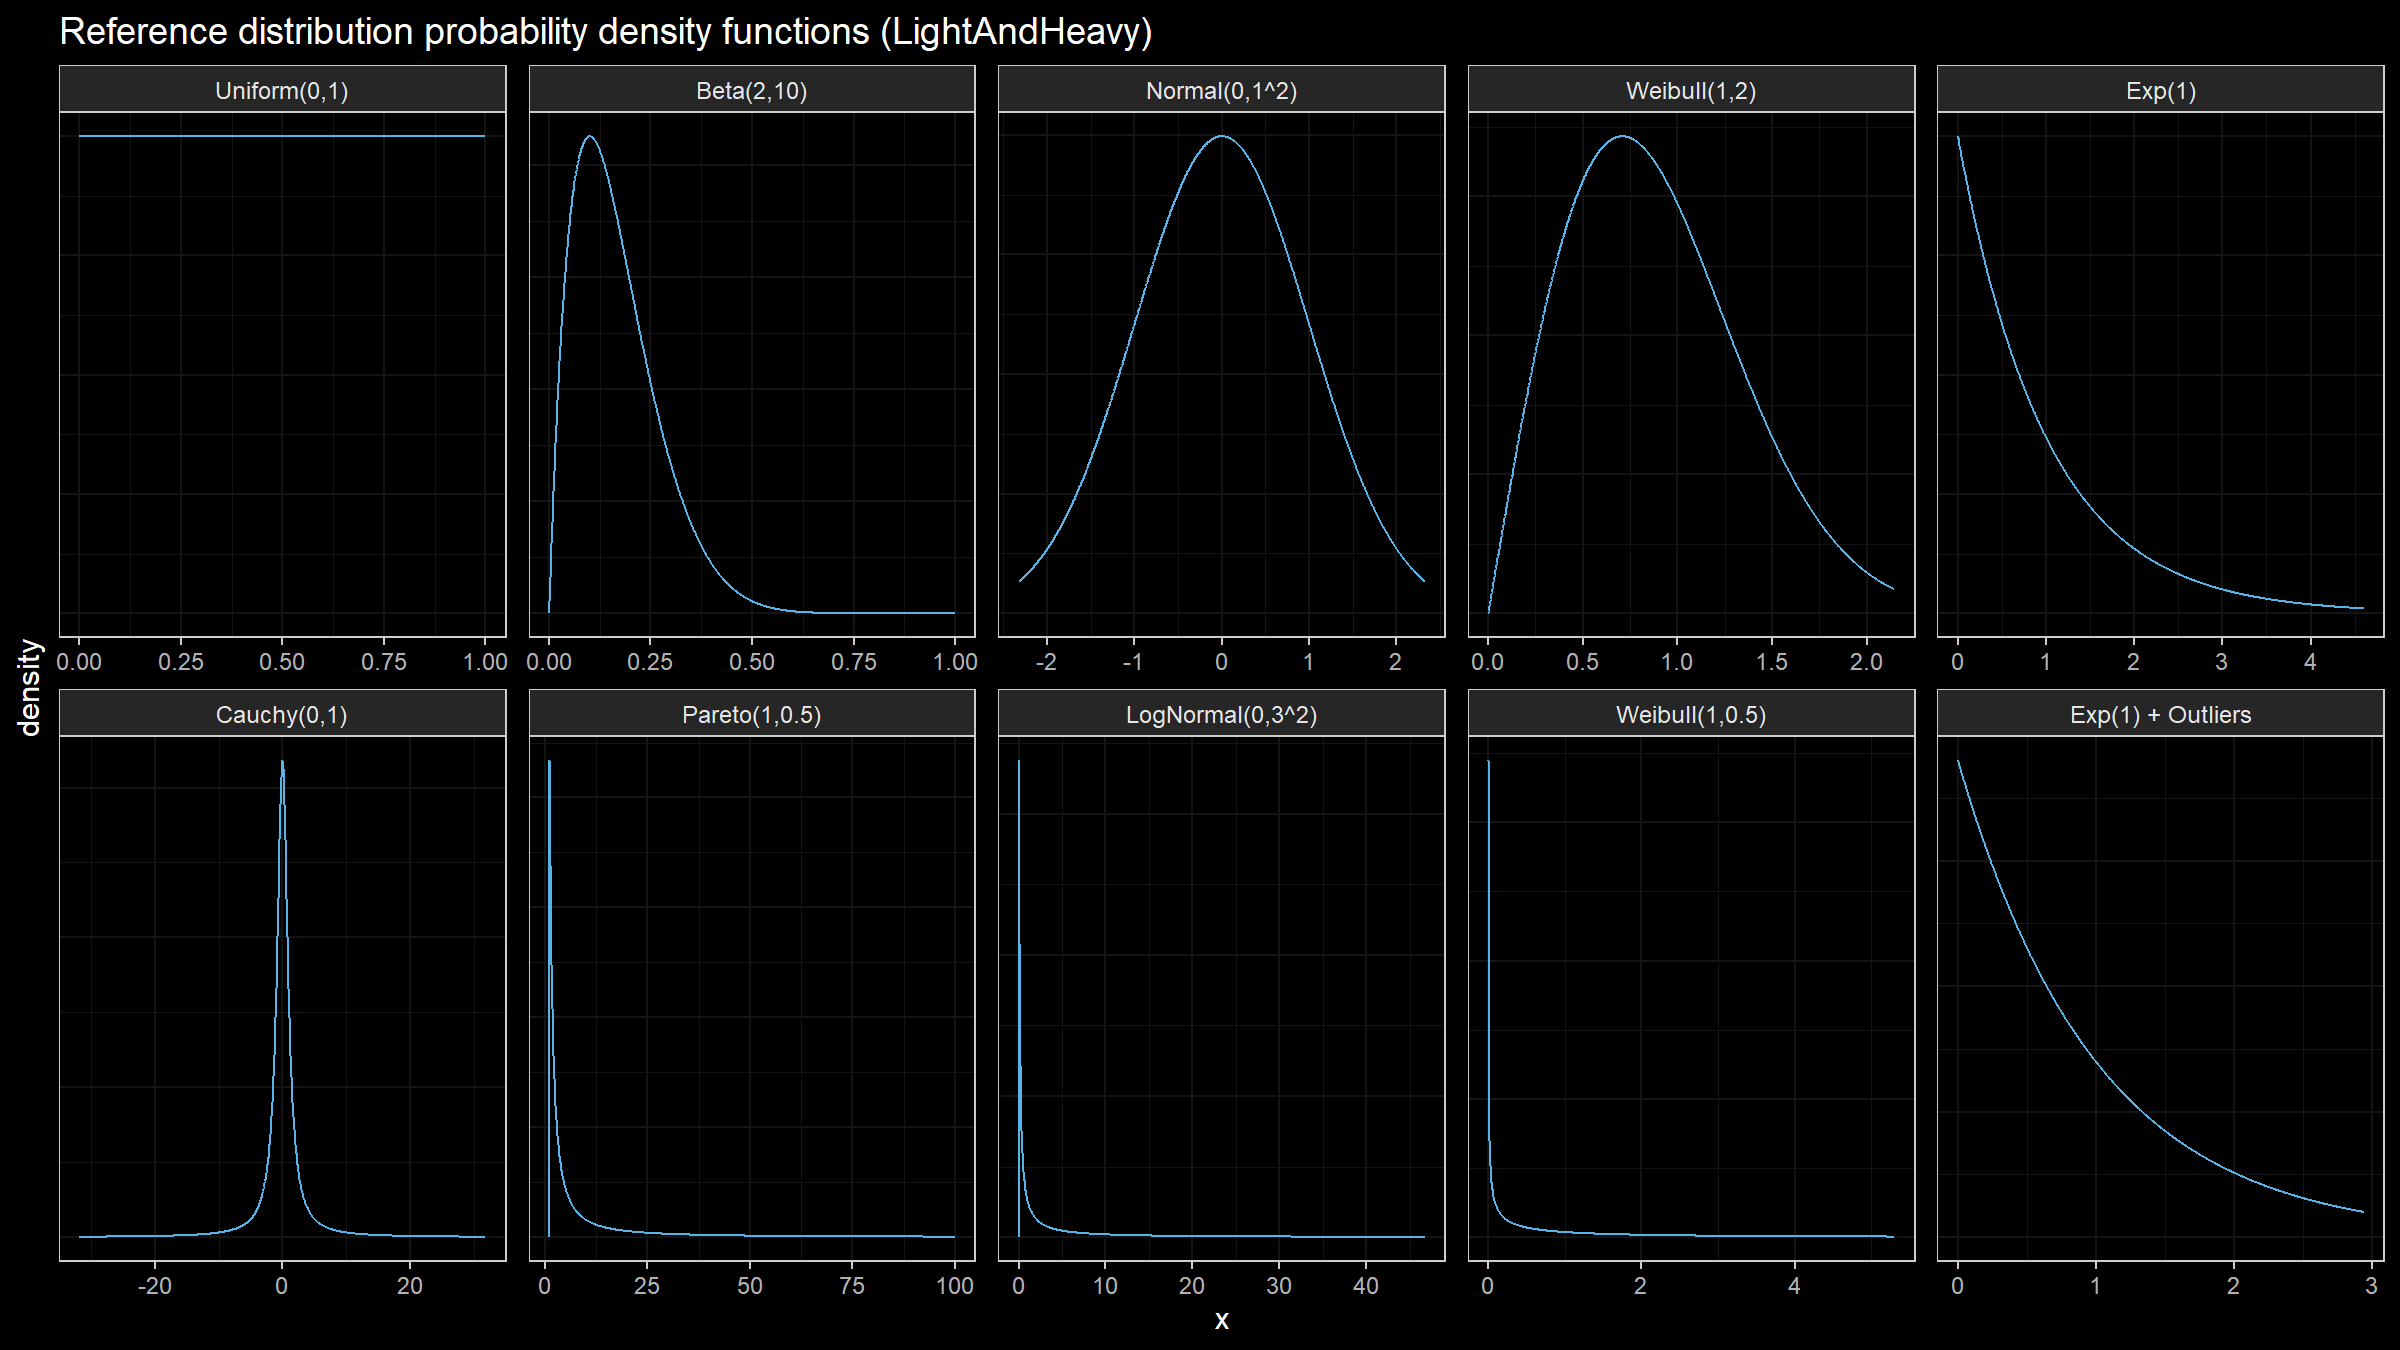 Reference distribution probability density functions (LightAndHeavy)
Uniform(0,1) Beta(2,10) Normal(0,1^2) Weibull(1,2) Exp(1)
0.00 0.25 0.50 0.75 1.00 0.00 0.25 0.50 0.75 1.00 -2 -1 0 1 2 0.0 0.5 1.0 1.5 2.0 0 1 2 3 4
density
Cauchy(0,1) Pareto(1,0.5) LogNormal(0,3^2) Weibull(1,0.5) Exp(1) + Outliers
-20 0 20 0 25 50 75 100 0 10 20 30 40 0 2 4 0 1 2 3
x